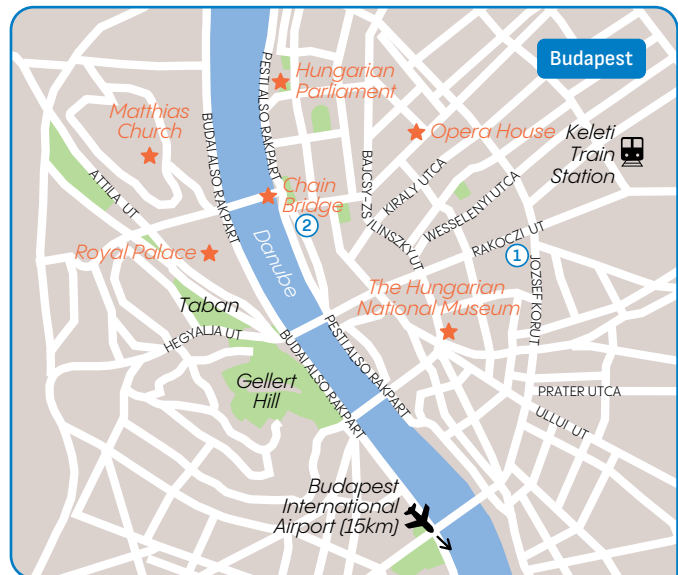 Budapest
Hungarian
Parliament
PESTI ALSO RAKPART
Matthias
Church
Opera House
Keleti
Train
Station
BUDAI ALSO RAKPART
BAJCSY-ZS ILINSZKY UT
KIRALY UTCA
WESSELENYI UTCA
ATTILA UT
Chain
Bridge
2
RAKOCZI UT
1
JOZSEF KORUT
Royal Palace
Danube
The Hungarian
National Museum
Taban
HEGYALJA UT
BUDAI ALSO RAKPART
PESTI ALSO RAKPART
Gellert
Hill
PRATER UTCA
ULLUI UT
Budapest
International
Airport (15km)